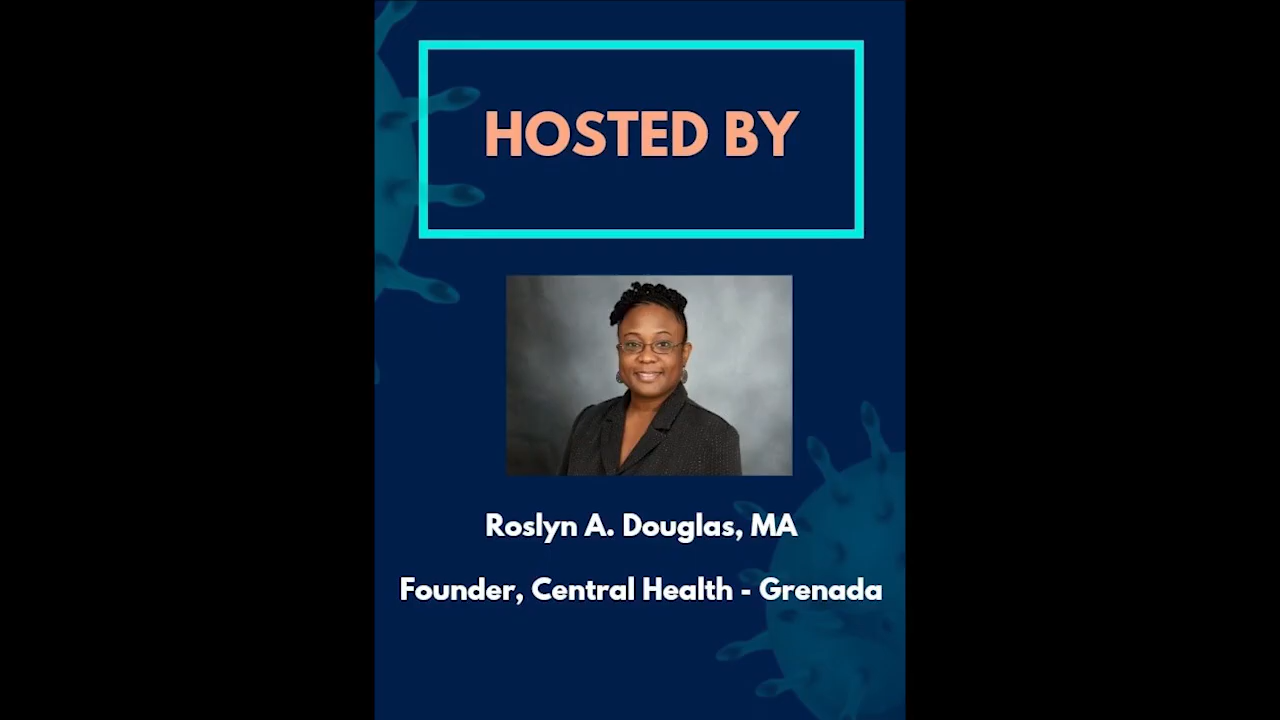 HOSTED BY
Roslyn A. Douglas, MA
Founder, Central Health - Grenada